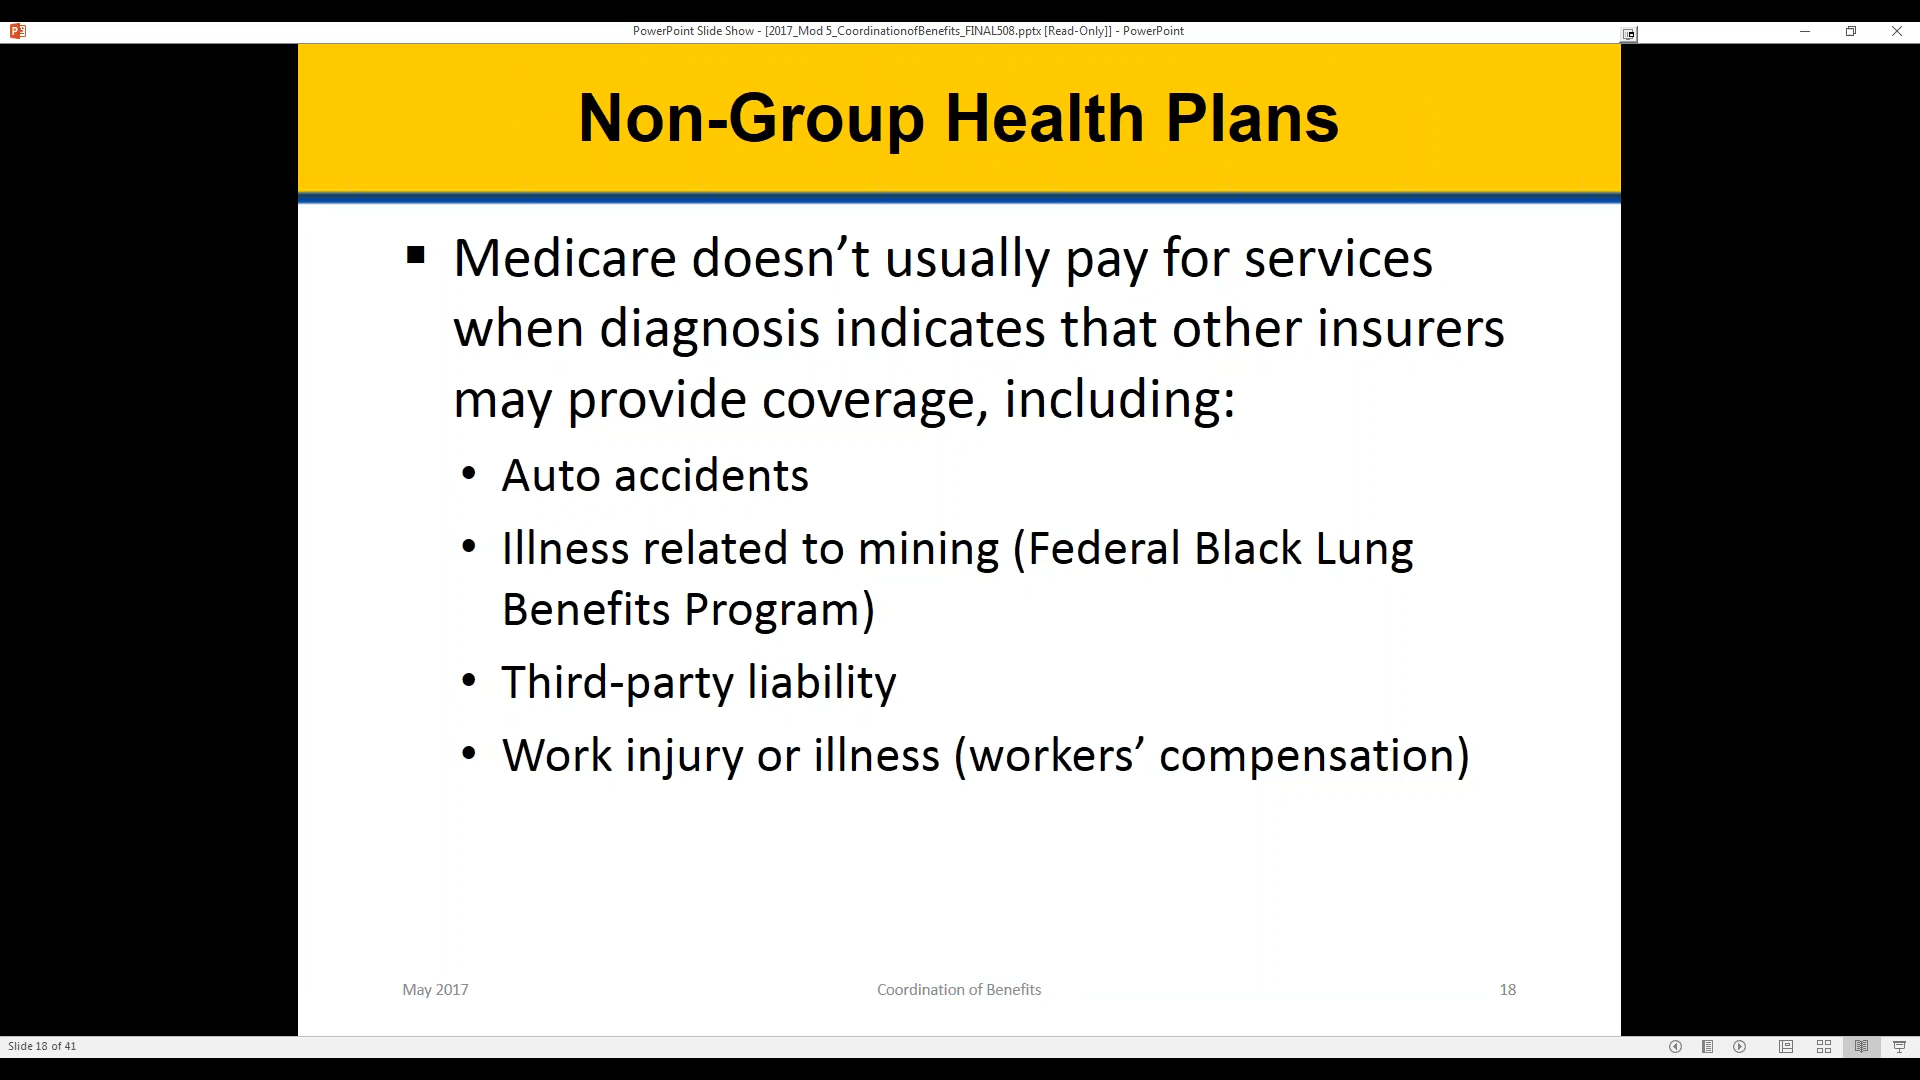 PowerPoint Slide Show - [2017_Mod 5_CoordinationofBenefits_FINAL508.pptx [Read-Only]] - PowerPoint
Non-Group Health Plans
▪ Medicare doesn’t usually pay for services
when diagnosis indicates that other insurers
may provide coverage, including:
• Auto accidents
• Illness related to mining (Federal Black Lung
Benefits Program)
• Third-party liability
• Work injury or illness (workers’ compensation)
May 2017
Coordination of Benefits
18
Slide 18 of 41